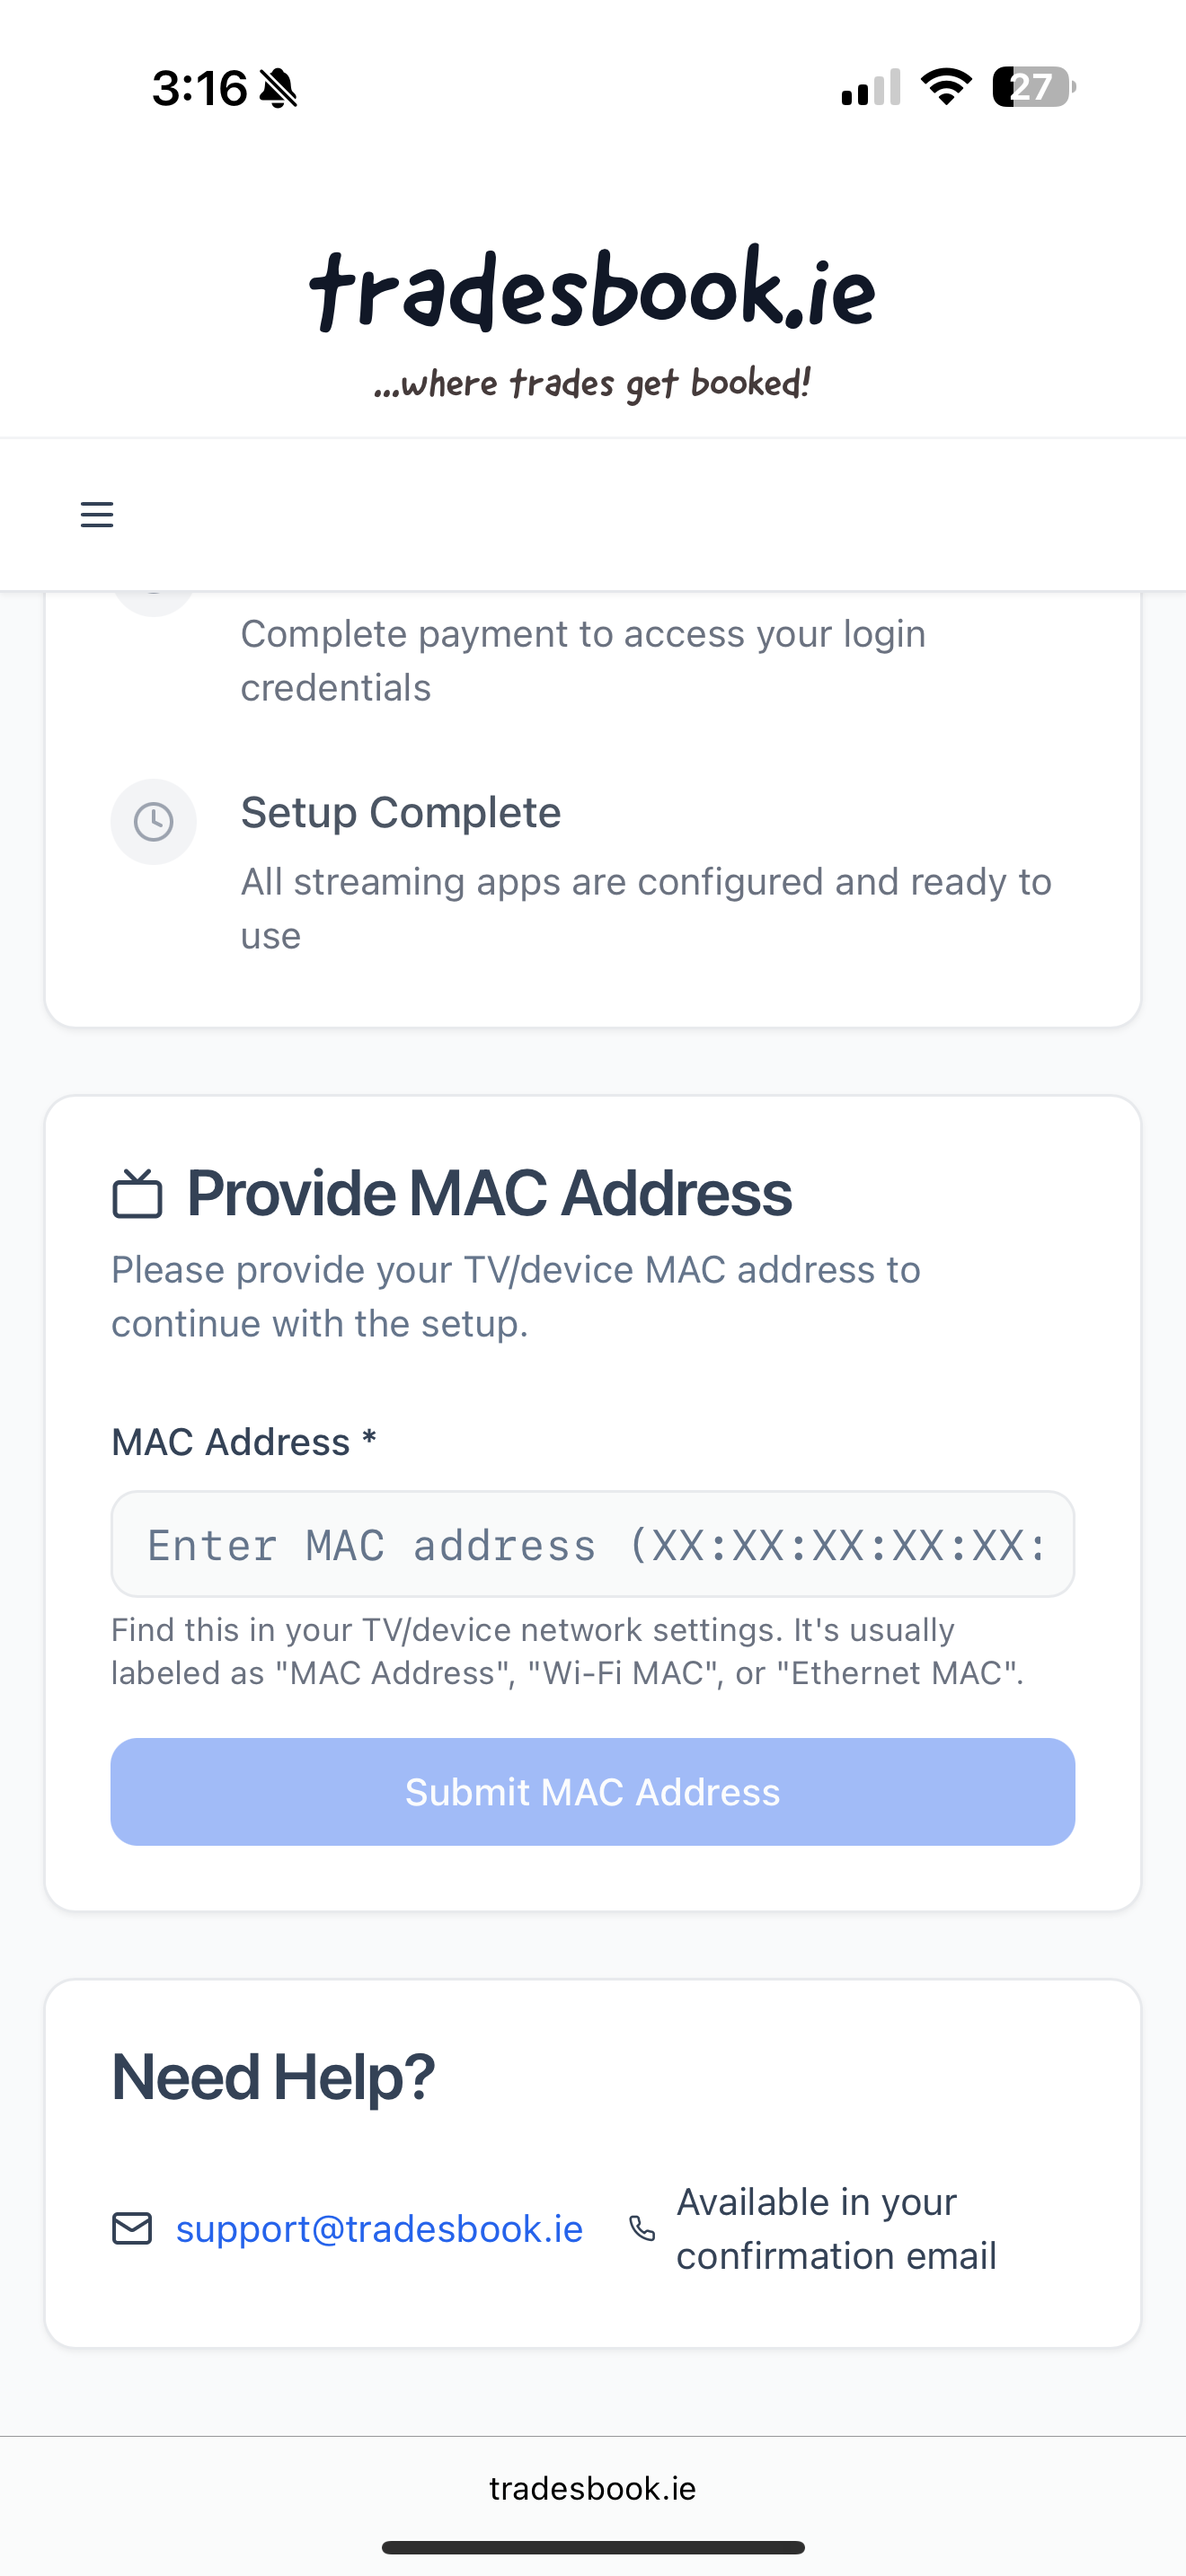 3:16
27
tradesbook.ie
...where trades get booked!
Complete payment to access your login
credentials
Setup Complete
All streaming apps are configured and ready to
use
Provide MAC Address
Please provide your TV/device MAC address to
continue with the setup.
MAC Address *
Enter MAC address (XX:XX:XX:XX:XX:
Find this in your TV/device network settings. It's usually
labeled as "MAC Address", "Wi-Fi MAC", or "Ethernet MAC".
Submit MAC Address
Need Help?
support@tradesbook.ie
Available in your
confirmation email
tradesbook.ie